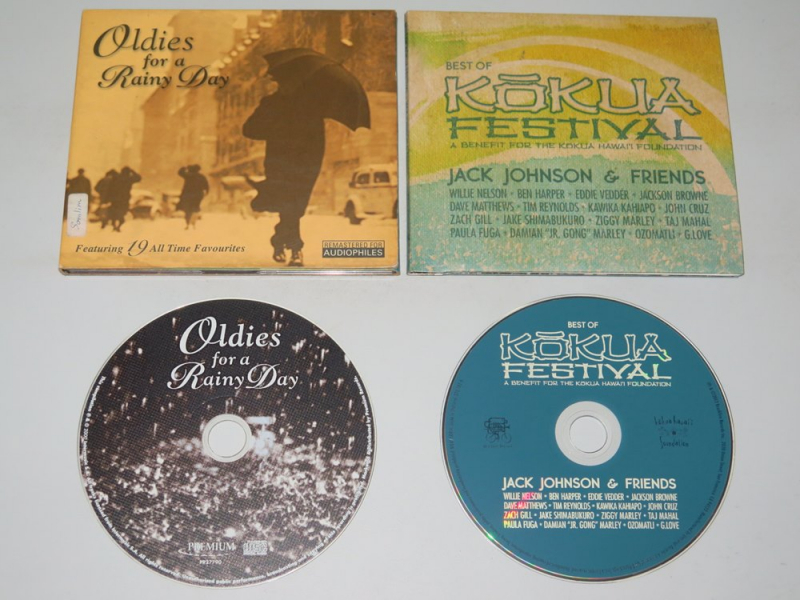 Oldies
for a
Rainy Day
Featuring 19 All Time Favourites
REMASTERED FOR
AUDIOPHILES
BEST OF
KŌKUA
FESTIVAL
A BENEFIT FOR THE KOKUA HAWAI'I FOUNDATION
JACK JOHNSON & FRIENDS
WILLIE NELSON • BEN HARPER • EDDIE VEDDER • JACKSON BROWNE
DAVE MATTHEWS • TIM REYNOLDS • KAWIKA KAHIAPO • JOHN CRUZ
ZACH GILL • JAKE SHIMABUKURO • ZIGGY MARLEY • TAJ MAHAL
PAULA FUGA • DAMIAN "JR. GONG" MARLEY • OZOMATLI • G.LOVE
Oldies
for a
Rainy Day
PREMIUM
BEST OF
KŌKUA
FESTIVAL
A BENEFIT FOR THE KOKUA HAWAI'I FOUNDATION
JACK JOHNSON & FRIENDS
WILLIE NELSON • BEN HARPER • EDDIE VEDDER • JACKSON BROWNE
DAVE MATTHEWS • TIM REYNOLDS • KAWIKA KAHIAPO • JOHN CRUZ
ZACH GILL • JAKE SHIMABUKURO • ZIGGY MARLEY • TAJ MAHAL
PAULA FUGA • DAMIAN "JR. GONG" MARLEY • OZOMATLI • G.LOVE